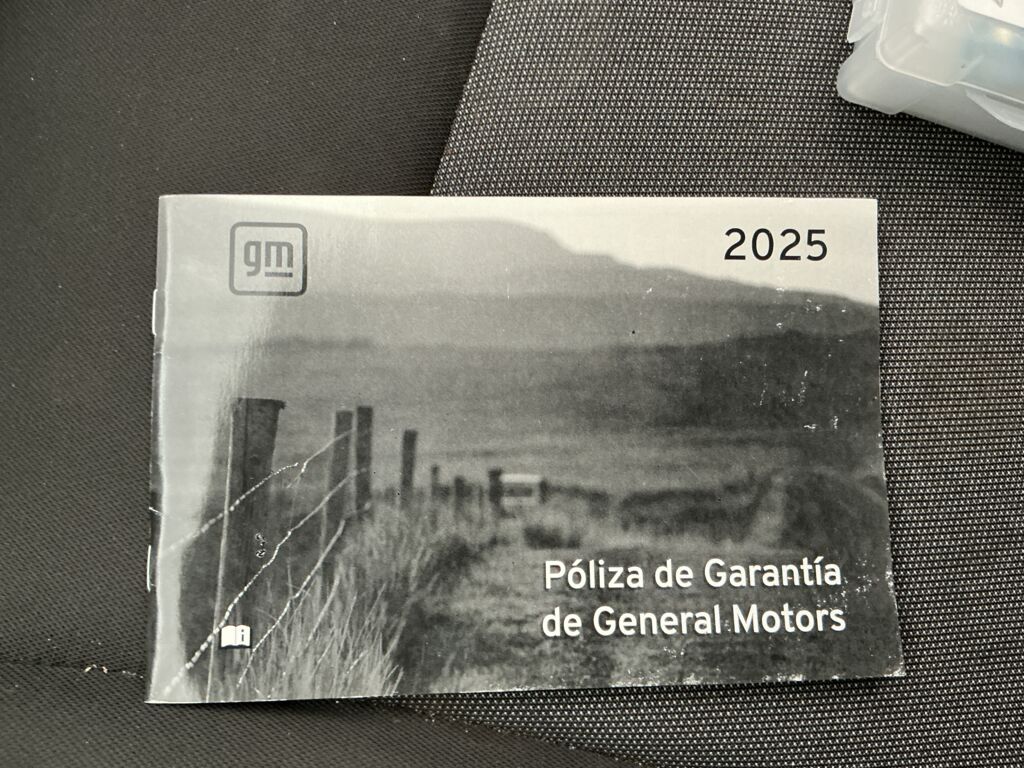 gm
2025
Póliza de Garantía
de General Motors